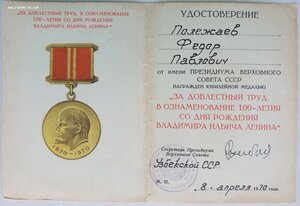 „ЗА ДОБЛЕСТНЫЙ ТРУД.
В ОЗНАМЕНОВАНИЕ
100-ЛЕТИЯ СО ДНЯ РОЖДЕНИЯ
ВЛАДИМИРА ИЛЬИЧА ЛЕНИНА"
1870-1970
УДОСТОВЕРЕНИЕ
Полежаев
Федор
Павлович
ОТ ИМЕНИ ПРЕЗИДИУМА ВЕРХОВНОГО
СОВЕТА СССР
НАГРАЖДЕН ЮБИЛЕЙНОЙ МЕДАЛЬЮ
„ЗА ДОБЛЕСТНЫЙ ТРУД.
В ОЗНАМЕНОВАНИЕ 100-ЛЕТИЯ
СО ДНЯ РОЖДЕНИЯ
ВЛАДИМИРА ИЛЬИЧА ЛЕНИНА"
Секретарь Президиума
Верховного Совета
Узбекской ССР
М. П.
„8" апреля 1970 года